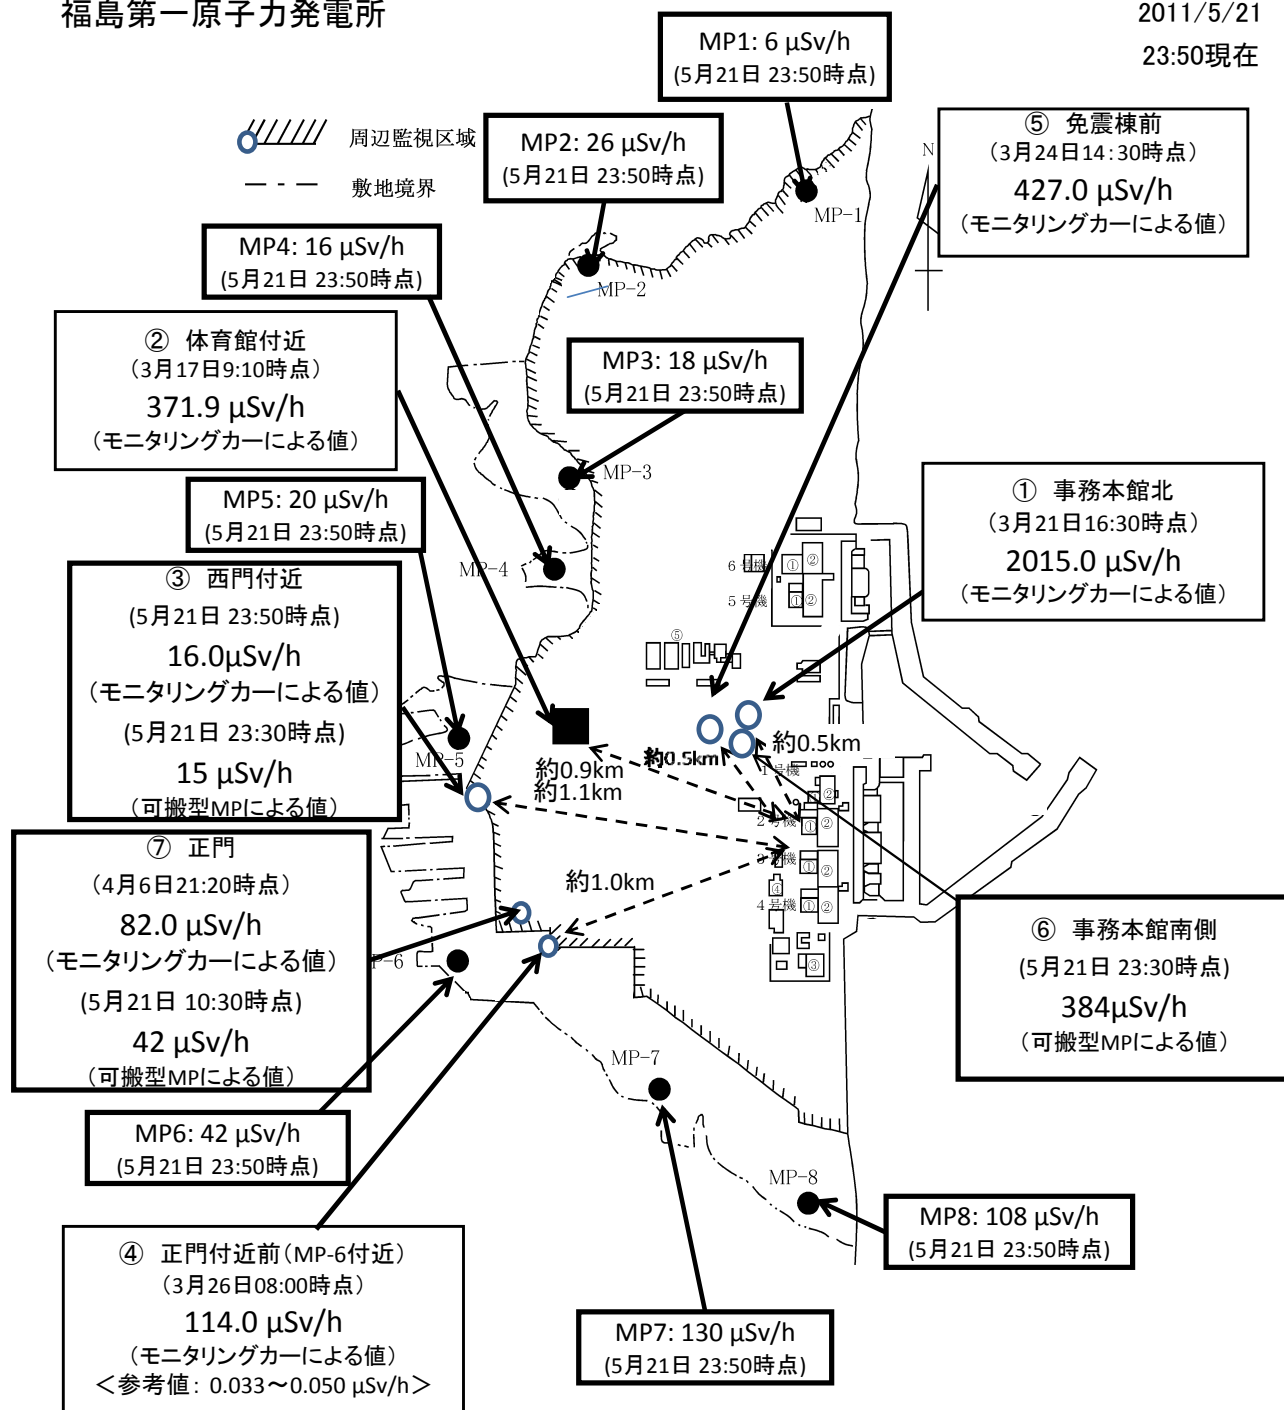 福島第一原子力発電所
2011/5/21
23:50現在
周辺監視区域
敷地境界
MP1: 6 μSv/h
(5月21日 23:50時点)
MP2: 26 μSv/h
(5月21日 23:50時点)
⑤ 免震棟前
(3月24日14:30時点)
427.0 μSv/h
(モニタリングカーによる値)
N
MP-1
MP4: 16 μSv/h
(5月21日 23:50時点)
MP-2
② 体育館付近
(3月17日9:10時点)
371.9 μSv/h
(モニタリングカーによる値)
MP3: 18 μSv/h
(5月21日 23:50時点)
MP-3
MP5: 20 μSv/h
(5月21日 23:50時点)
① 事務本館北
(3月21日16:30時点)
2015.0 μSv/h
(モニタリングカーによる値)
MP-4
6号機
① ②
5号機
① ②
③ 西門付近
(5月21日 23:50時点)
16.0μSv/h
(モニタリングカーによる値)
(5月21日 23:30時点)
15 μSv/h
(可搬型MPによる値)
⑤
MP-5
約0.9km
約1.1km
約0.5km
約0.5km
1号機
① ②
2号機
① ②
3号機
① ②
④
4号機
① ②
③
約1.0km
⑦ 正門
(4月6日21:20時点)
82.0 μSv/h
(モニタリングカーによる値)
(5月21日 10:30時点)
42 μSv/h
(可搬型MPによる値)
P-6
⑥ 事務本館南側
(5月21日 23:30時点)
384μSv/h
(可搬型MPによる値)
MP-7
MP6: 42 μSv/h
(5月21日 23:50時点)
MP-8
MP8: 108 μSv/h
(5月21日 23:50時点)
④ 正門付近前(MP-6付近)
(3月26日08:00時点)
114.0 μSv/h
(モニタリングカーによる値)
<参考値: 0.033~0.050 μSv/h>
MP7: 130 μSv/h
(5月21日 23:50時点)